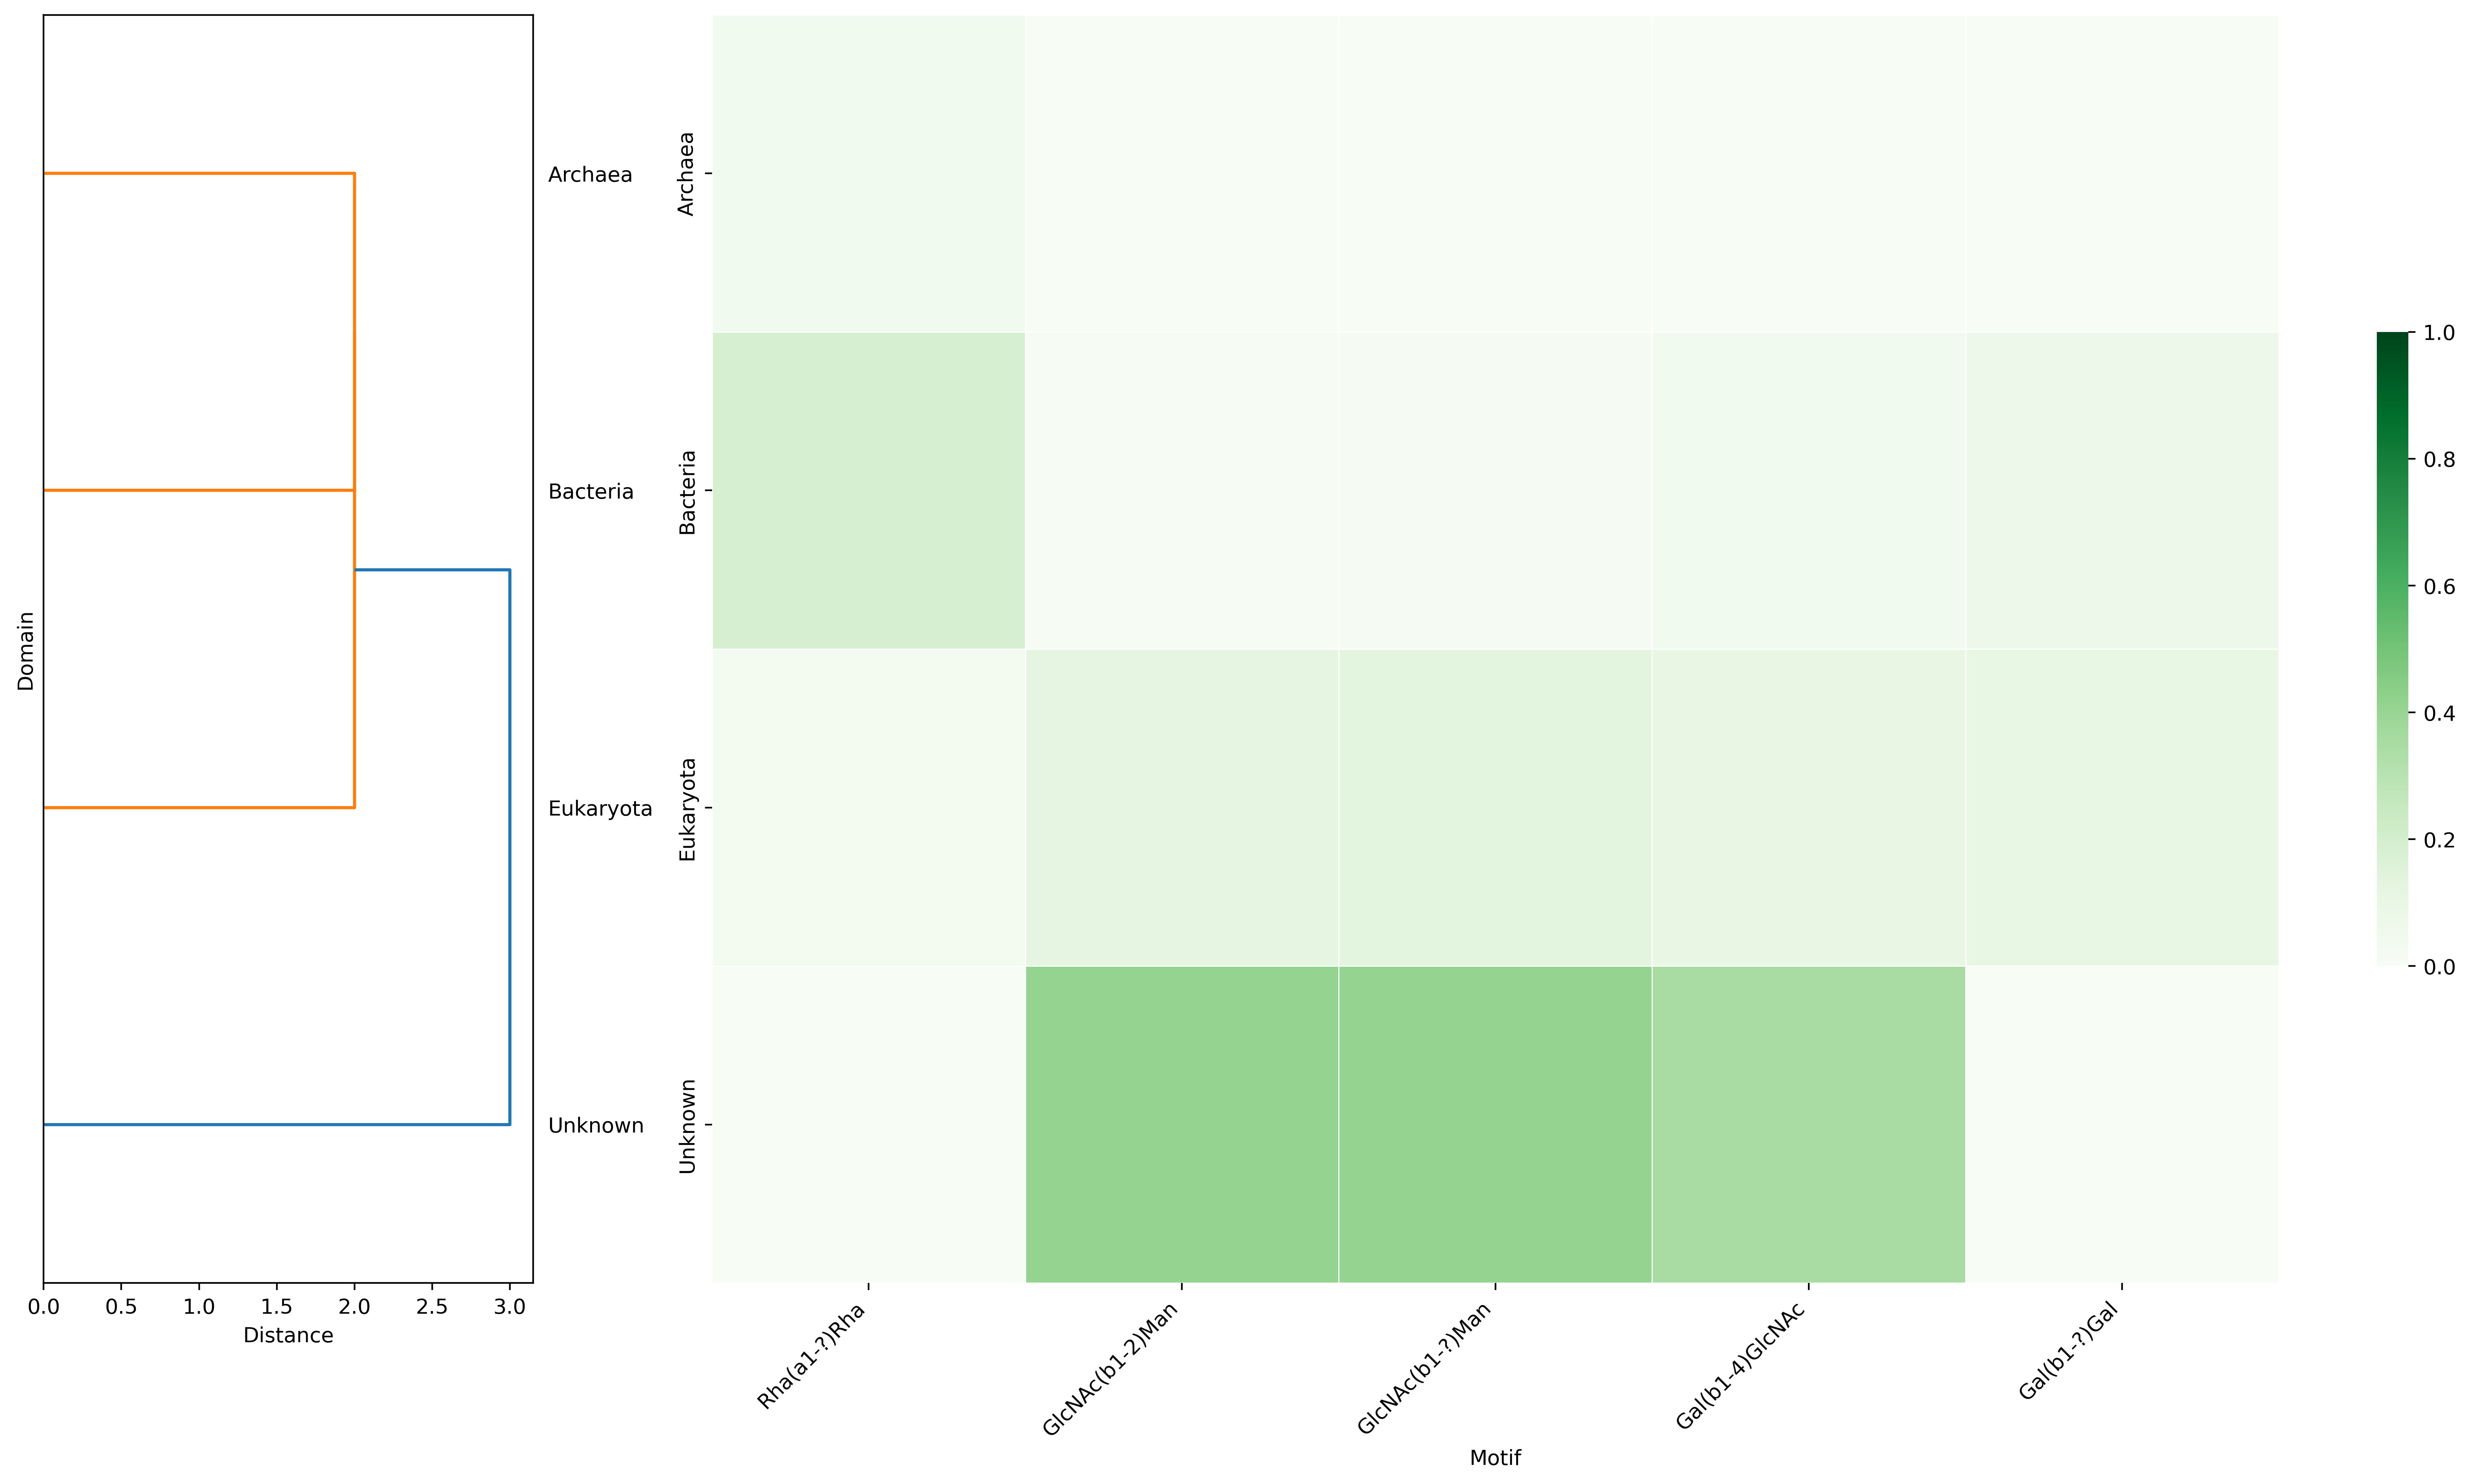 Domain
Archaea
Bacteria
Eukaryota
Unknown
0.0 0.5 1.0 1.5 2.0 2.5 3.0
Distance
Archaea
Bacteria
Eukaryota
Unknown
Rha(a1-?)Rha
GlcNAc(b1-2)Man
GlcNAc(b1-?)Man
Gal(b1-4)GlcNAc
Gal(b1-?)Gal
Motif
1.0
0.8
0.6
0.4
0.2
0.0